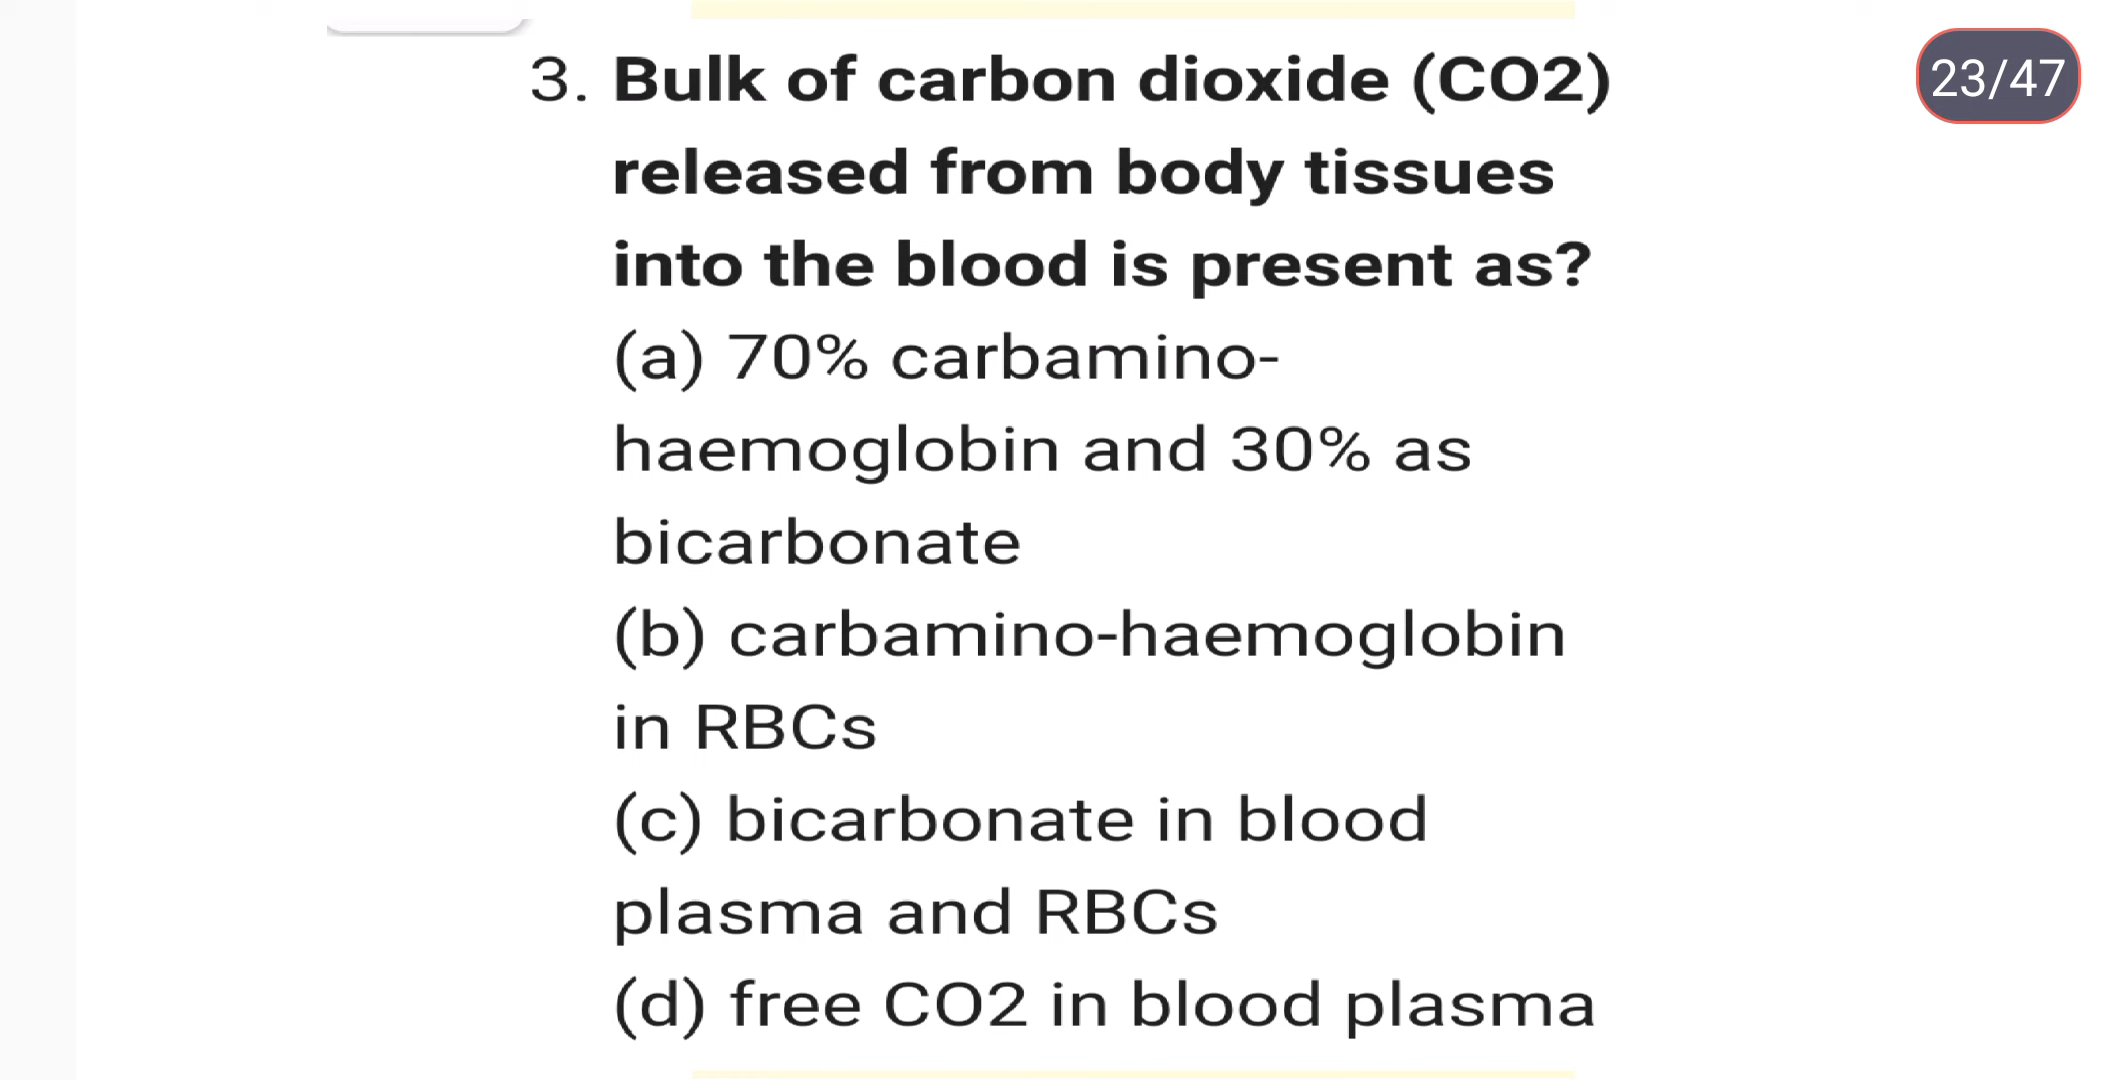 3. Bulk of carbon dioxide (CO2)
23/47
released from body tissues
into the blood is present as?
(a) 70% carbamino-
haemoglobin and 30% as
bicarbonate
(b) carbamino-haemoglobin
in RBCs
(c) bicarbonate in blood
plasma and RBCs
(d) free CO2 in blood plasma